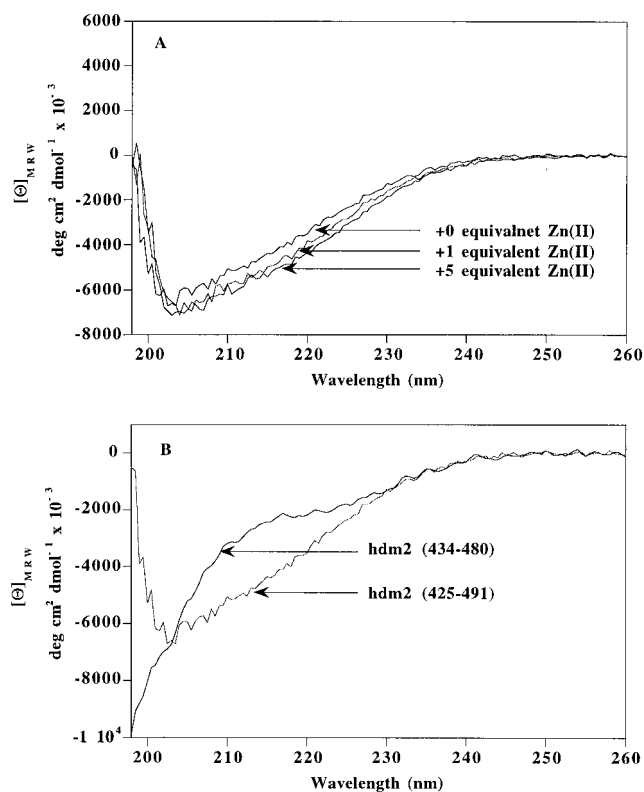 A
6000
4000
2000
0
-2000
-4000
-6000
-8000
[Θ]MRW
deg cm² dmol⁻¹ x 10⁻³
+0 equivalnet Zn(II)
+1 equivalent Zn(II)
+5 equivalent Zn(II)
200 210 220 230 240 250 260
Wavelength (nm)
B
0
-2000
-4000
-6000
-8000
-1 10⁴
[Θ]MRW
deg cm² dmol⁻¹ x 10⁻³
hdm2 (434-480)
hdm2 (425-491)
200 210 220 230 240 250 260
Wavelength (nm)